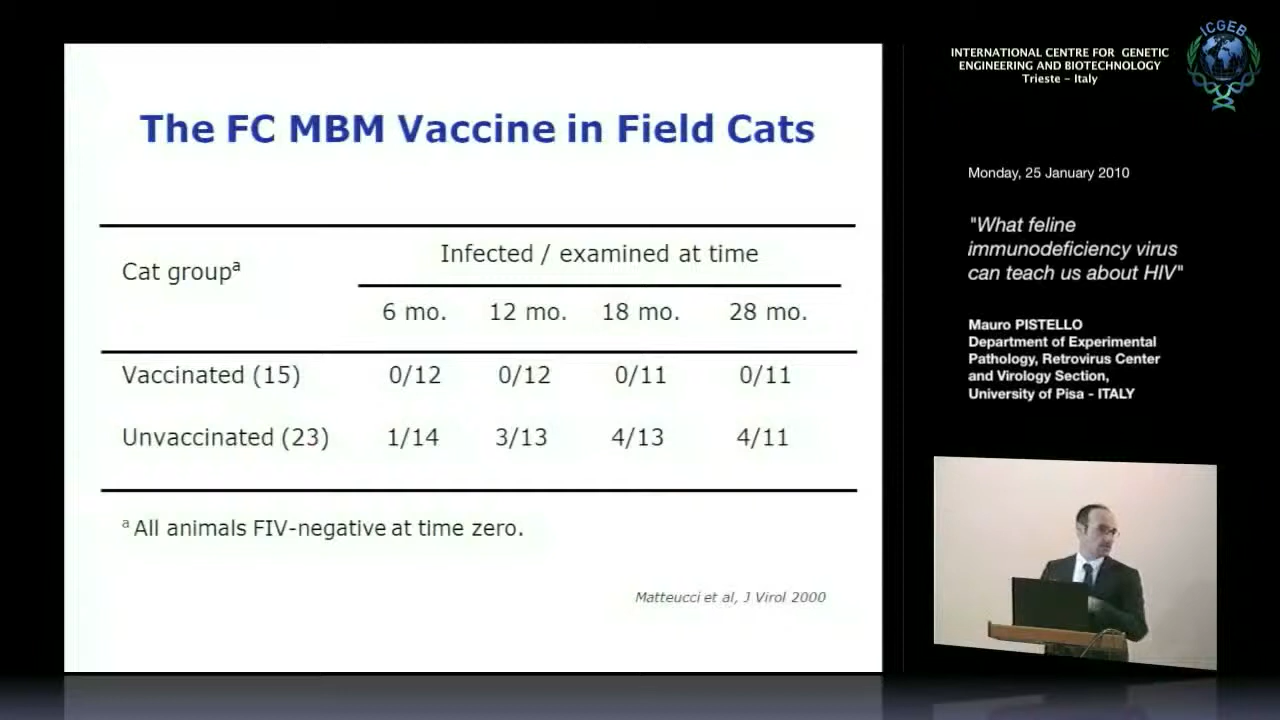 The FC MBM Vaccine in Field Cats
Cat groupᵃ
Infected / examined at time
6 mo. 12 mo. 18 mo. 28 mo.
Vaccinated (15) 0/12 0/12 0/11 0/11
Unvaccinated (23) 1/14 3/13 4/13 4/11
ᵃ All animals FIV-negative at time zero.
Matteucci et al, J Virol 2000
INTERNATIONAL CENTRE FOR GENETIC
ENGINEERING AND BIOTECHNOLOGY
Trieste – Italy
ICGEB
Monday, 25 January 2010
"What feline
immunodeficiency virus
can teach us about HIV"
Mauro PISTELLO
Department of Experimental
Pathology, Retrovirus Center
and Virology Section,
University of Pisa - ITALY